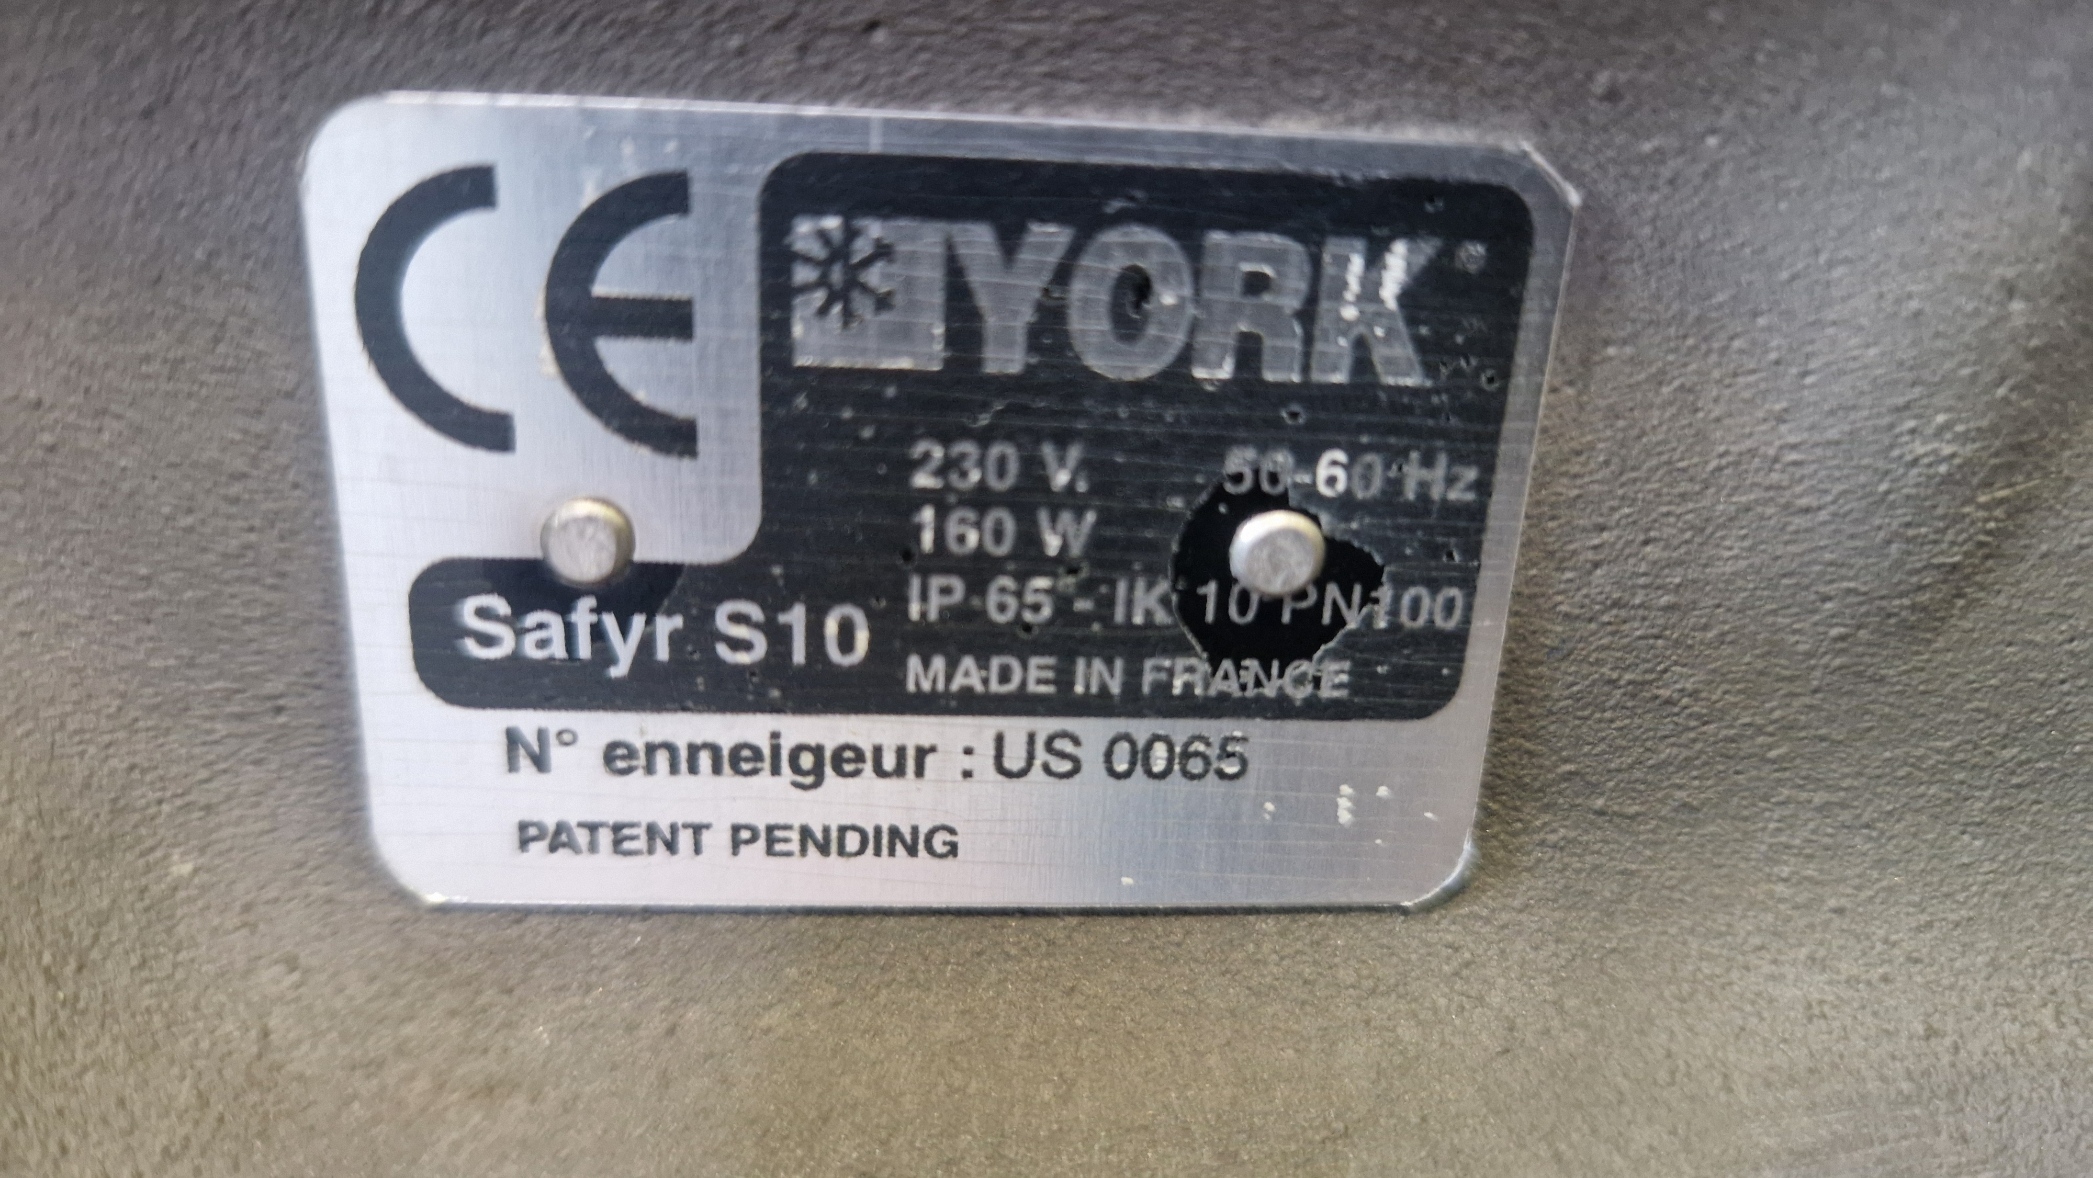 CE
YORK®
230 V. 50-60 Hz
160 W
IP 65 - IK 10 PN100
Safyr S10
MADE IN FRANCE
N° enneigeur : US 0065
PATENT PENDING